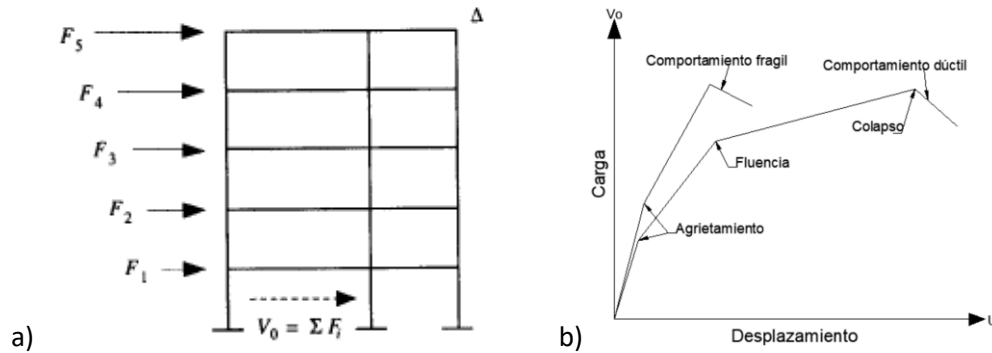 Δ
F5
F4
F3
F2
F1
V0 = Σ Fi
a)
Vo
Comportamiento fragil
Comportamiento dúctil
Colapso
Fluencia
Agrietamiento
Carga
Desplazamiento
U
b)